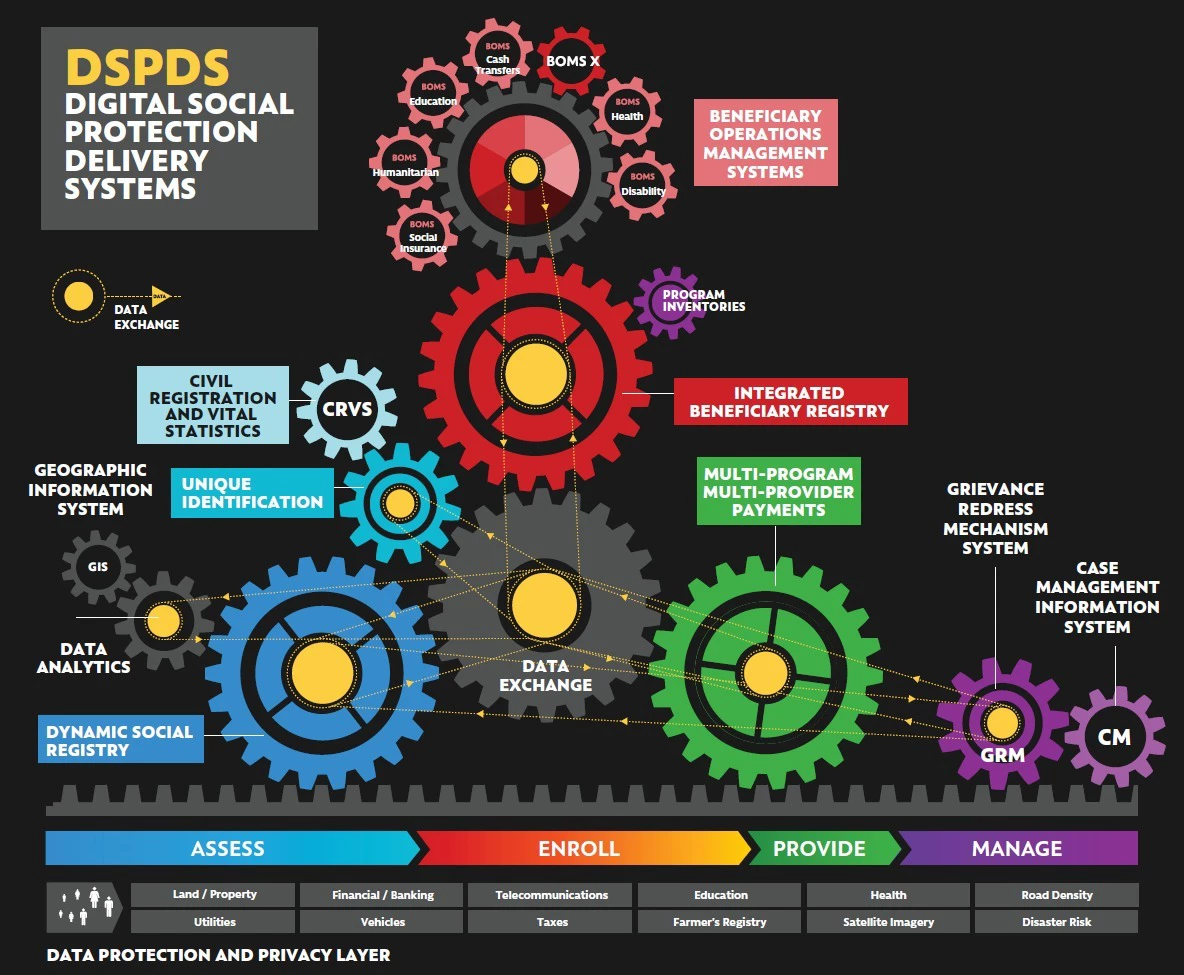 DSPDS
DIGITAL SOCIAL
PROTECTION
DELIVERY
SYSTEMS
BOMS
Cash
Transfers
BOMS X
BOMS
Education
BOMS
Health
BOMS
Humanitarian
BOMS
Disability
BOMS
Social
Insurance
BENEFICIARY
OPERATIONS
MANAGEMENT
SYSTEMS
DATA
DATA
EXCHANGE
PROGRAM
INVENTORIES
CIVIL
REGISTRATION
AND VITAL
STATISTICS
CRVS
INTEGRATED
BENEFICIARY REGISTRY
GEOGRAPHIC
INFORMATION
SYSTEM
UNIQUE
IDENTIFICATION
MULTI-PROGRAM
MULTI-PROVIDER
PAYMENTS
GRIEVANCE
REDRESS
MECHANISM
SYSTEM
GIS
CASE
MANAGEMENT
INFORMATION
SYSTEM
DATA
ANALYTICS
DATA
EXCHANGE
DYNAMIC SOCIAL
REGISTRY
GRM
CM
ASSESS
ENROLL
PROVIDE
MANAGE
Land / Property
Financial / Banking
Telecommunications
Education
Health
Road Density
Utilities
Vehicles
Taxes
Farmer's Registry
Satellite Imagery
Disaster Risk
DATA PROTECTION AND PRIVACY LAYER